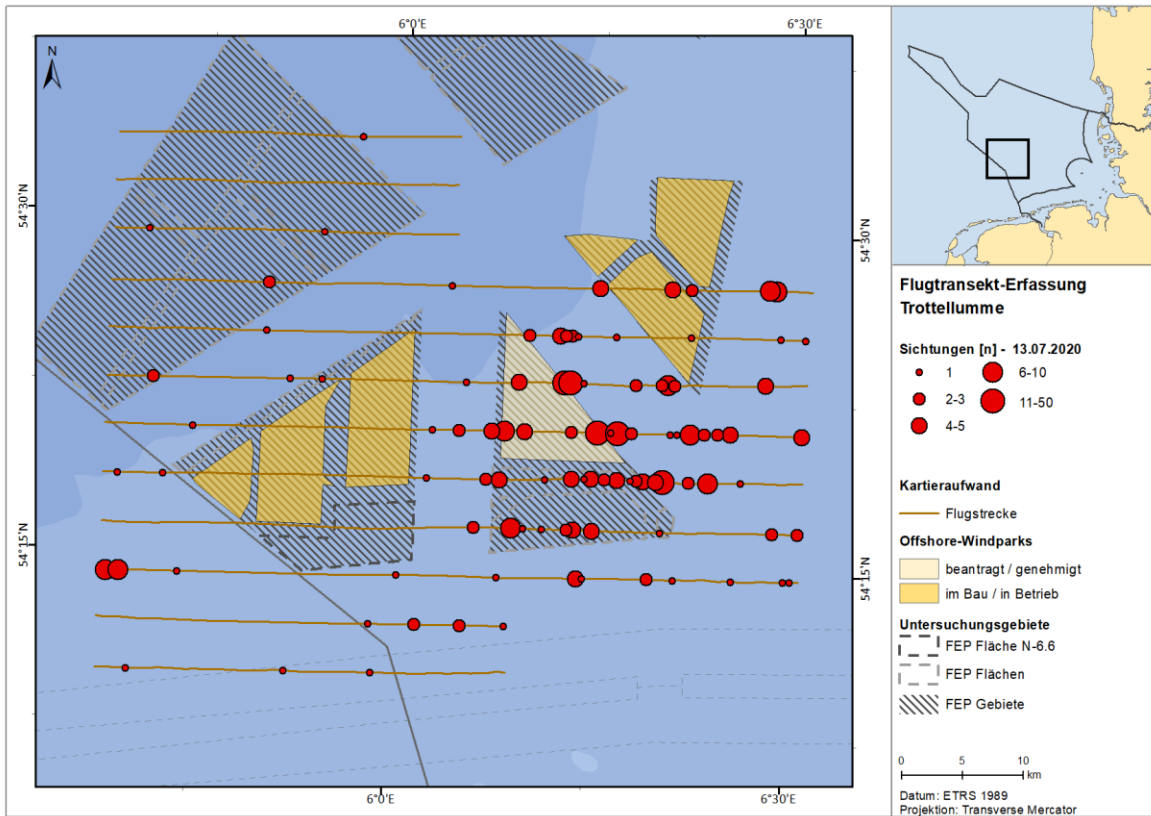 6°0'E
6°30'E
N
54°30'N
54°30'N
54°15'N
54°15'N
6°0'E
6°30'E
Flugtransekt-Erfassung
Trottellumme
Sichtungen [n] - 13.07.2020
1
6-10
2-3
11-50
4-5
Kartieraufwand
Flugstrecke
Offshore-Windparks
beantragt / genehmigt
im Bau / in Betrieb
Untersuchungsgebiete
FEP Fläche N-6.6
FEP Flächen
FEP Gebiete
0 5 10
km
Datum: ETRS 1989
Projektion: Transverse Mercator